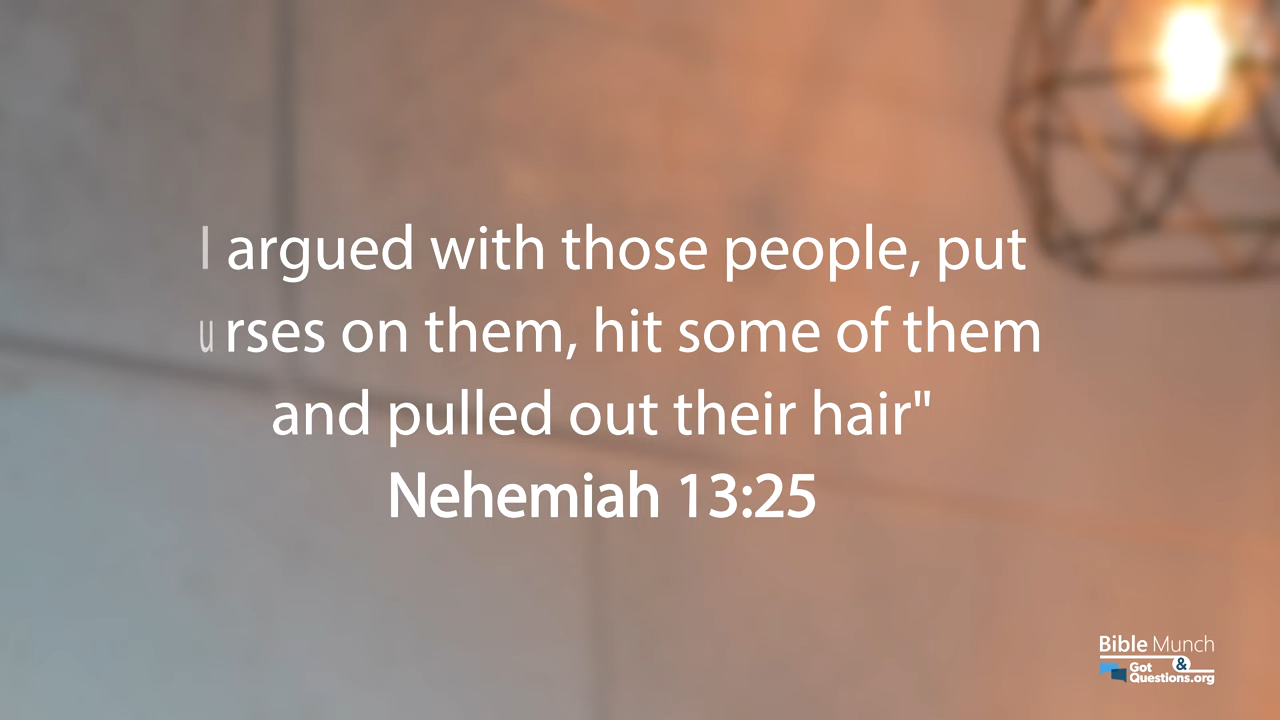 I argued with those people, put
urses on them, hit some of them
and pulled out their hair"
Nehemiah 13:25
Bible Munch
&
Got
Questions.org